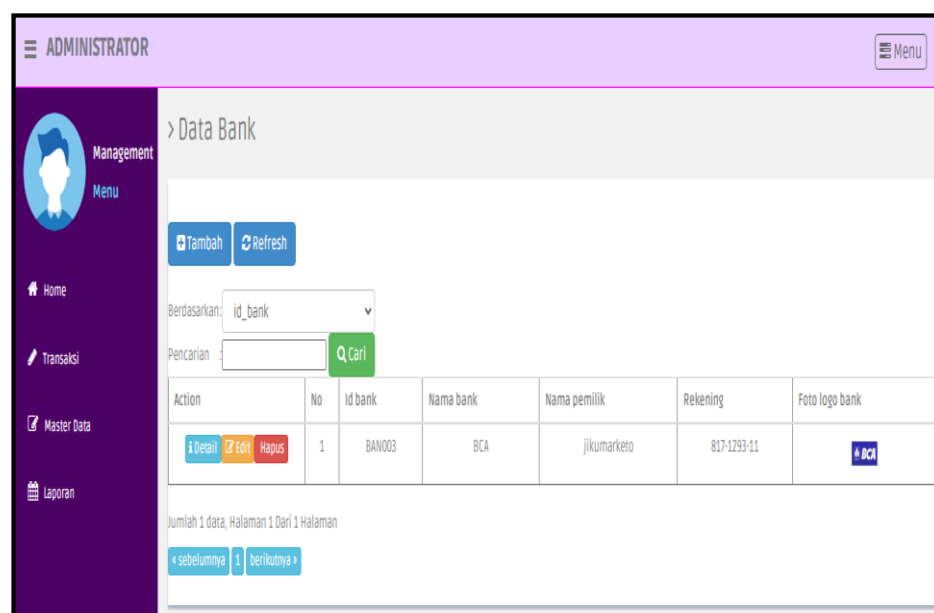 ADMINISTRATOR
Menu
Management
Menu
Home
Transaksi
Master Data
Laporan
> Data Bank
Tambah Refresh
Berdasarkan: id_bank
Pencarian : Cari
Action No Id bank Nama bank Nama pemilik Rekening Foto logo bank
Detail Edit Hapus 1 BAN003 BCA jikumarketo 817-1293-11 BCA
Jumlah 1 data, Halaman 1 Dari 1 Halaman
« sebelumnya 1 berikutnya »